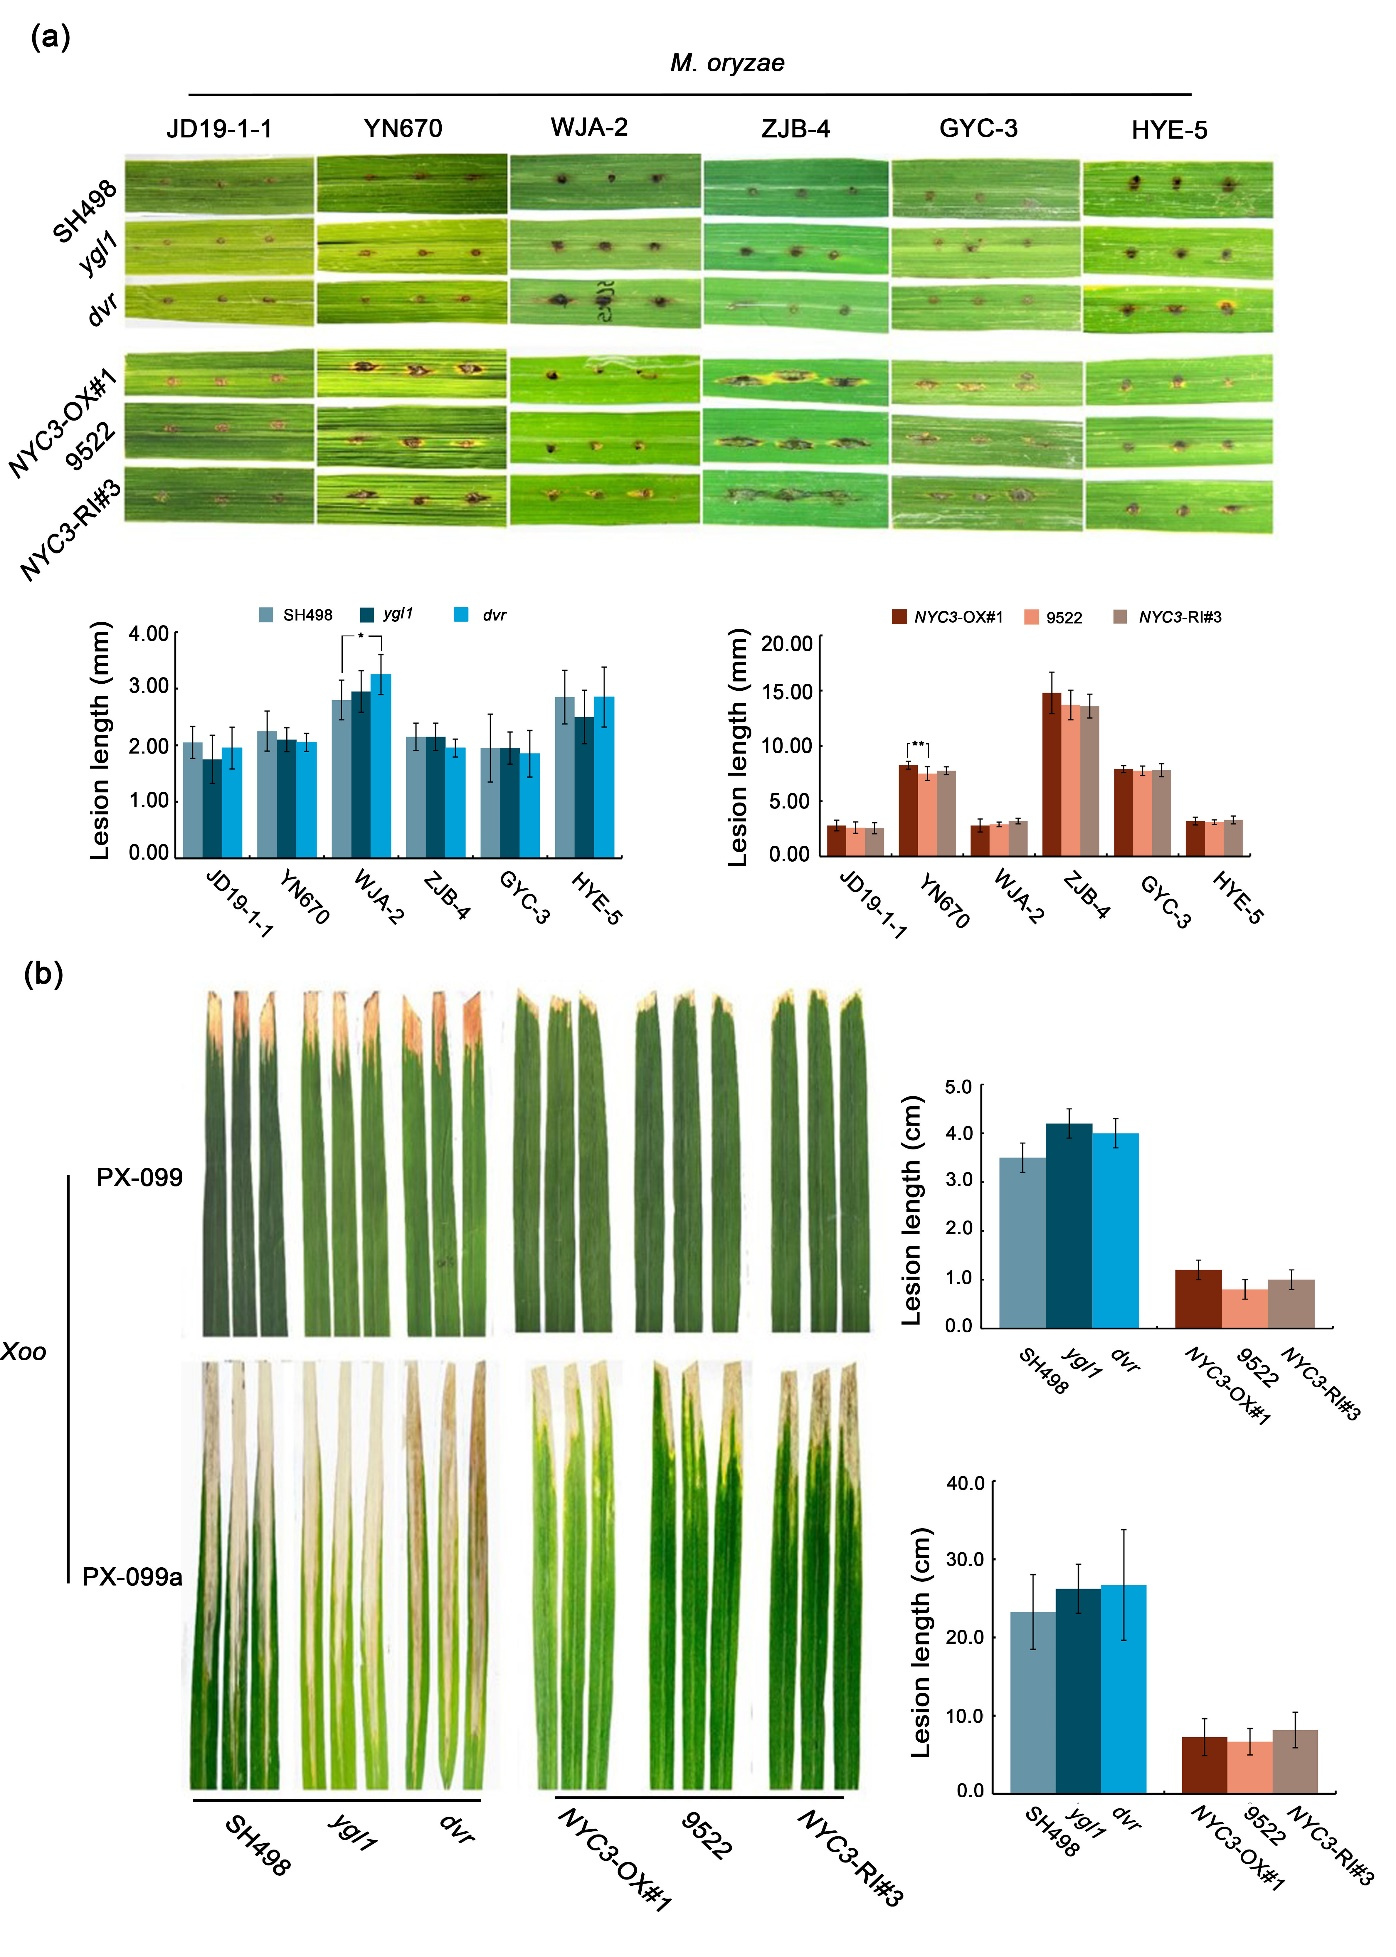 (a)
M. oryzae
JD19-1-1 YN670 WJA-2 ZJB-4 GYC-3 HYE-5
SH498
ygl1
dvr
NYC3-OX#1
9522
NYC3-RI#3
SH498 ygl1 dvr
Lesion length (mm)
4.00
*
3.00
2.00
1.00
0.00
JD19-1-1 YN670 WJA-2 ZJB-4 GYC-3 HYE-5
NYC3-OX#1 9522 NYC3-RI#3
Lesion length (mm)
20.00
15.00
10.00
**
5.00
0.00
JD19-1-1 YN670 WJA-2 ZJB-4 GYC-3 HYE-5
(b)
Xoo
PX-099
PX-099a
SH498 ygl1 dvr NYC3-OX#1 9522 NYC3-RI#3
Lesion length (cm)
5.0
4.0
3.0
2.0
1.0
0.0
SH498 ygl1 dvr NYC3-OX#1 9522 NYC3-RI#3
Lesion length (cm)
40.0
30.0
20.0
10.0
0.0
SH498 ygl1 dvr NYC3-OX#1 9522 NYC3-RI#3